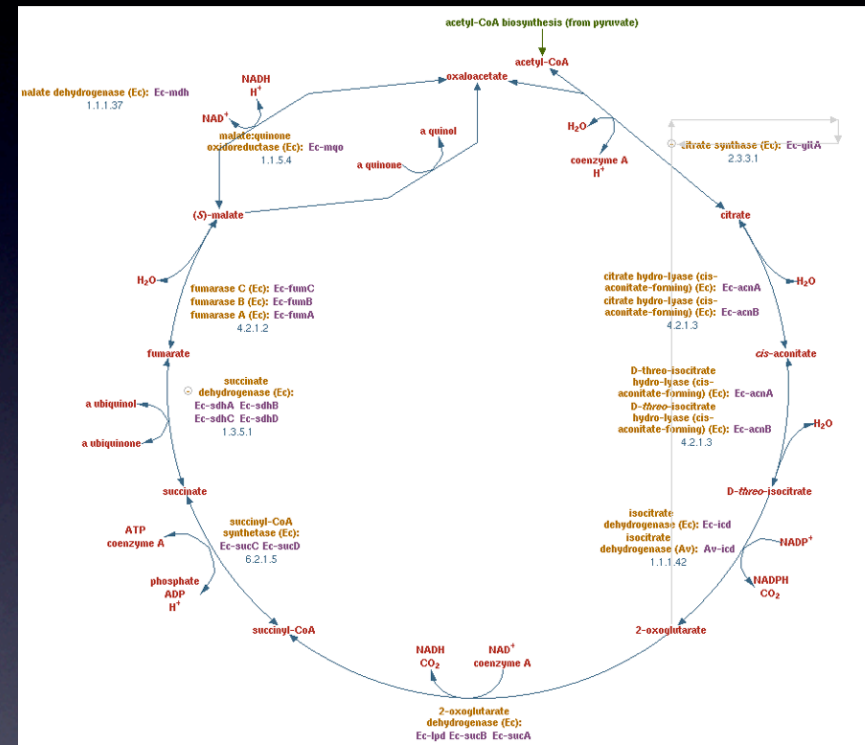 acetyl-CoA biosynthesis (from pyruvate)
acetyl-CoA
oxaloacetate
NADH
H+
nalate dehydrogenase (Ec): Ec-mdh
1.1.1.37
NAD+
malate:quinone
oxidoreductase (Ec): Ec-mqo
1.1.5.4
a quinol
a quinone
H2O
coenzyme A
H+
citrate synthase (Ec): Ec-gltA
2.3.3.1
(S)-malate
citrate
H2O
fumarase C (Ec): Ec-fumC
fumarase B (Ec): Ec-fumB
fumarase A (Ec): Ec-fumA
4.2.1.2
citrate hydro-lyase (cis-
aconitate-forming) (Ec): Ec-acnA
citrate hydro-lyase (cis-
aconitate-forming) (Ec): Ec-acnB
4.2.1.3
H2O
fumarate
cis-aconitate
succinate
dehydrogenase (Ec):
Ec-sdhA Ec-sdhB
Ec-sdhC Ec-sdhD
1.3.5.1
a ubiquinol
a ubiquinone
D-threo-isocitrate
hydro-lyase (cis-
aconitate-forming) (Ec): Ec-acnA
D-threo-isocitrate
hydro-lyase (cis-
aconitate-forming) (Ec): Ec-acnB
4.2.1.3
H2O
succinate
D-threo-isocitrate
ATP
coenzyme A
succinyl-CoA
synthetase (Ec):
Ec-sucC Ec-sucD
6.2.1.5
phosphate
ADP
H+
isocitrate
dehydrogenase (Ec): Ec-icd
isocitrate
dehydrogenase (Av): Av-icd
1.1.1.42
NADP+
NADPH
CO2
succinyl-CoA
2-oxoglutarate
NADH
CO2
NAD+
coenzyme A
2-oxoglutarate
dehydrogenase (Ec):
Ec-lpd Ec-sucB Ec-sucA